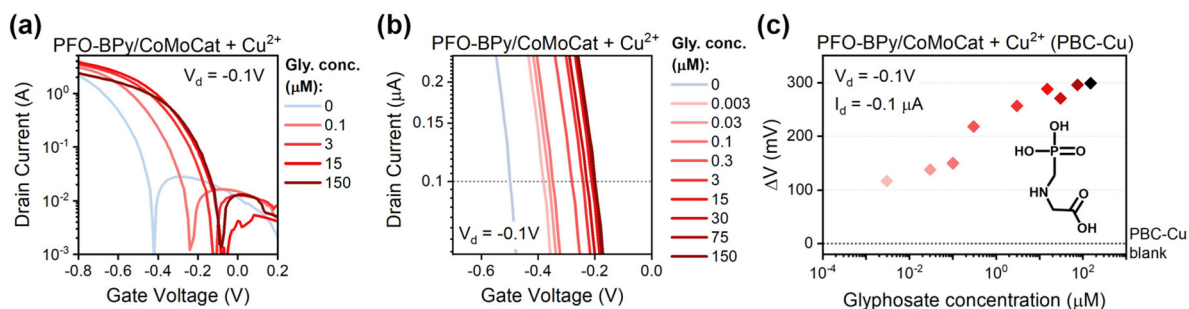 (a)
PFO-BPy/CoMoCat + Cu²⁺
Vd = -0.1V
Drain Current (A)
10⁰
10⁻¹
10⁻²
10⁻³
-0.8 -0.6 -0.4 -0.2 0.0 0.2
Gate Voltage (V)
Gly. conc.
(µM):
0
0.1
3
15
150
(b)
PFO-BPy/CoMoCat + Cu²⁺
Drain Current (µA)
0.2
0.15
0.1
Vd = -0.1V
-0.6 -0.4 -0.2 0.0
Gate Voltage (V)
Gly. conc.
(µM):
0
0.003
0.03
0.1
0.3
3
15
30
75
150
(c)
PFO-BPy/CoMoCat + Cu²⁺ (PBC-Cu)
Vd = -0.1V
Id = -0.1 µA
ΔV (mV)
300
200
100
0
OH
HO-P=O
HN
O
OH
PBC-Cu
blank
10⁻⁴ 10⁻² 10⁰ 10²
Glyphosate concentration (µM)